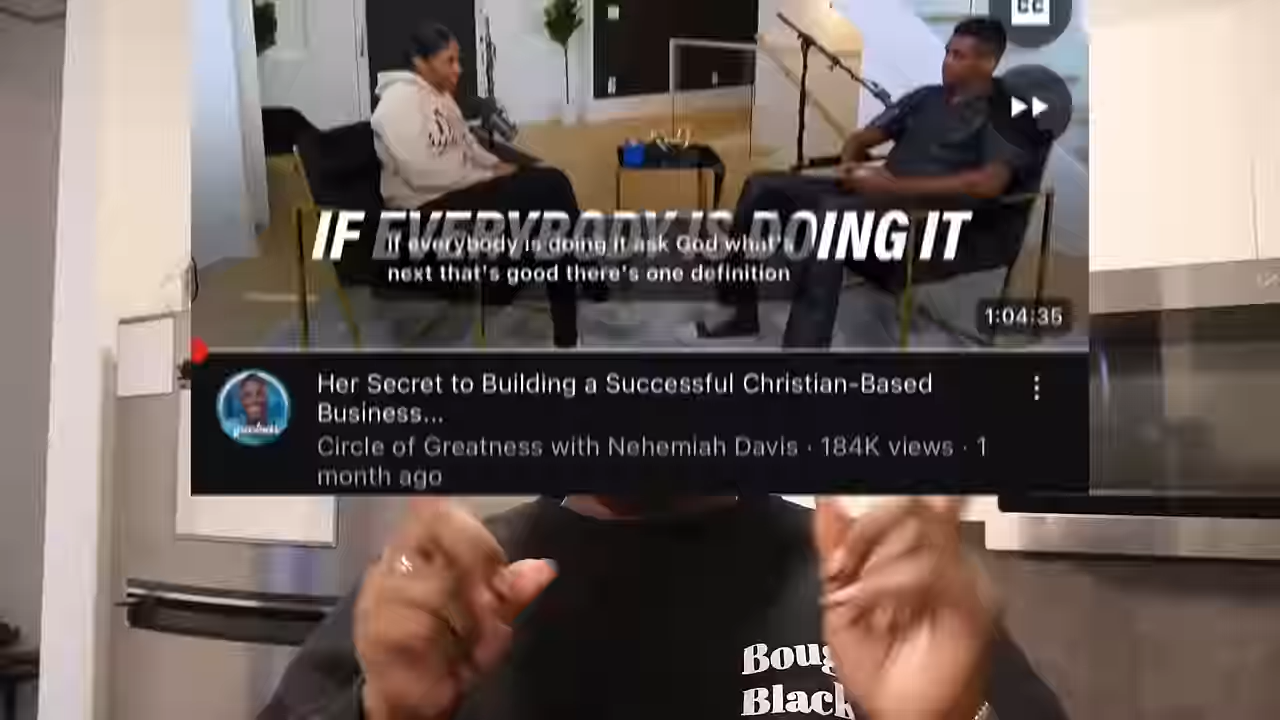 CC
IF EVERYBODY IS DOING IT
If everybody is doing it ask God what's
next that's good there's one definition
1:04:35
Her Secret to Building a Successful Christian-Based
Business...
Circle of Greatness with Nehemiah Davis · 184K views · 1
month ago
Boug
Black